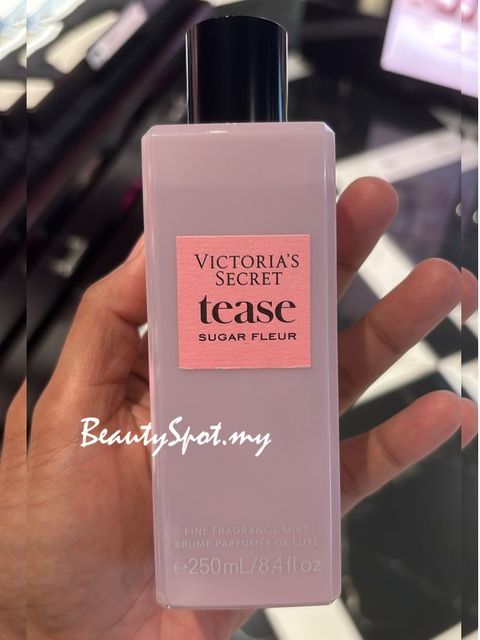 VICTORIA'S
SECRET
tease
SUGAR FLEUR
BeautySpot.my
FINE FRAGRANCE MIST
BRUME PARFUMÉE DE LUXE
℮250mL/8.4fl oz